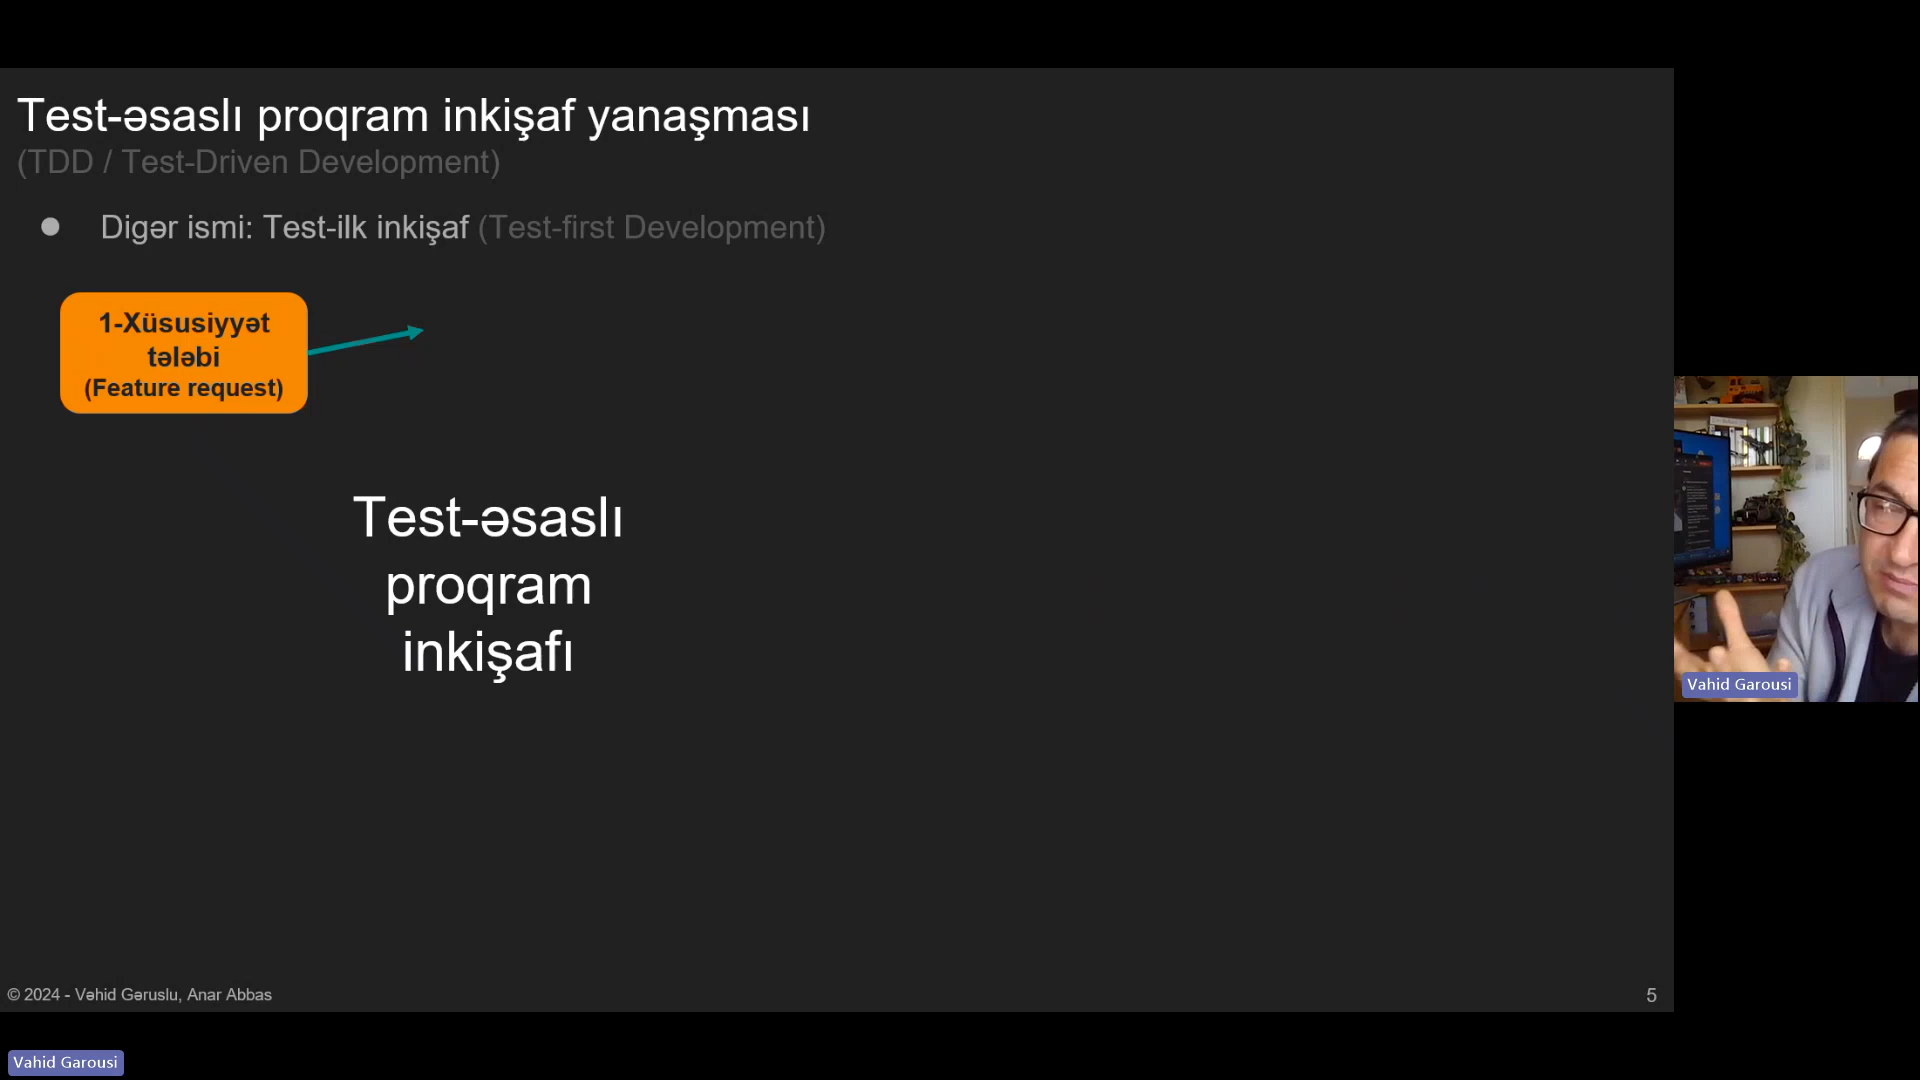 Test-əsaslı proqram inkişaf yanaşması
(TDD / Test-Driven Development)
● Digər ismi: Test-ilk inkişaf (Test-first Development)
1-Xüsusiyyət
tələbi
(Feature request)
Test-əsaslı
proqram
inkişafı
Vahid Garousi
© 2024 - Vəhid Gəruslu, Anar Abbas
5
Vahid Garousi